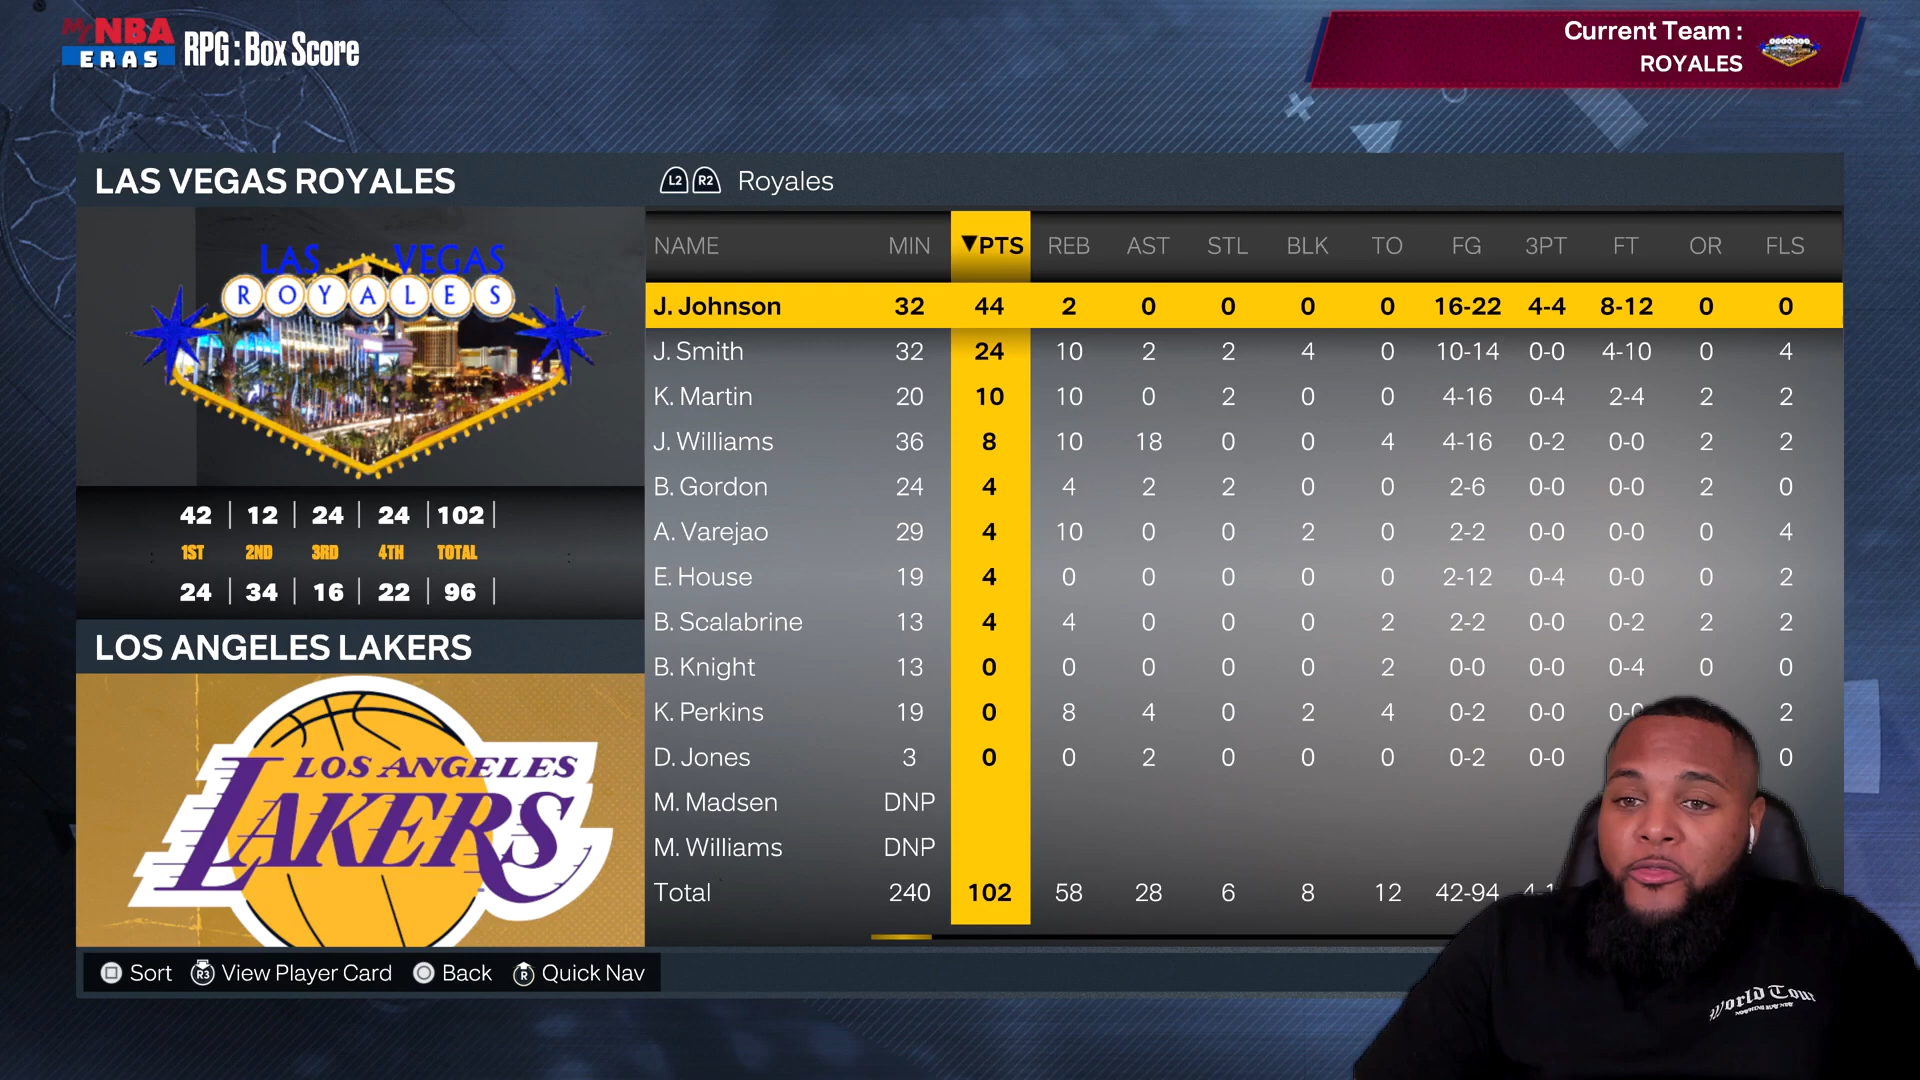 My NBA
ERAS
RPG : Box Score
Current Team :
ROYALES
LAS VEGAS ROYALES
LAS VEGAS
ROYALES
42 | 12 | 24 | 24 | 102 |
1ST 2ND 3RD 4TH TOTAL
24 | 34 | 16 | 22 | 96 |
LOS ANGELES LAKERS
LOS ANGELES
LAKERS
L2 R2 Royales
NAME MIN ▼PTS REB AST STL BLK TO FG 3PT FT OR FLS
J. Johnson 32 44 2 0 0 0 0 16-22 4-4 8-12 0 0
J. Smith 32 24 10 2 2 4 0 10-14 0-0 4-10 0 4
K. Martin 20 10 10 0 2 0 0 4-16 0-4 2-4 2 2
J. Williams 36 8 10 18 0 0 4 4-16 0-2 0-0 2 2
B. Gordon 24 4 4 2 2 0 0 2-6 0-0 0-0 2 0
A. Varejao 29 4 10 0 0 2 0 2-2 0-0 0-0 0 4
E. House 19 4 0 0 0 0 0 2-12 0-4 0-0 0 2
B. Scalabrine 13 4 4 0 0 0 2 2-2 0-0 0-2 2 2
B. Knight 13 0 0 0 0 0 2 0-0 0-0 0-4 0 0
K. Perkins 19 0 8 4 0 2 4 0-2 0-0 2
D. Jones 3 0 0 2 0 0 0 0-2 0-0 0
M. Madsen DNP
M. Williams DNP
Total 240 102 58 28 6 8 12 42-94
Sort R3 View Player Card Back R Quick Nav
World Tour